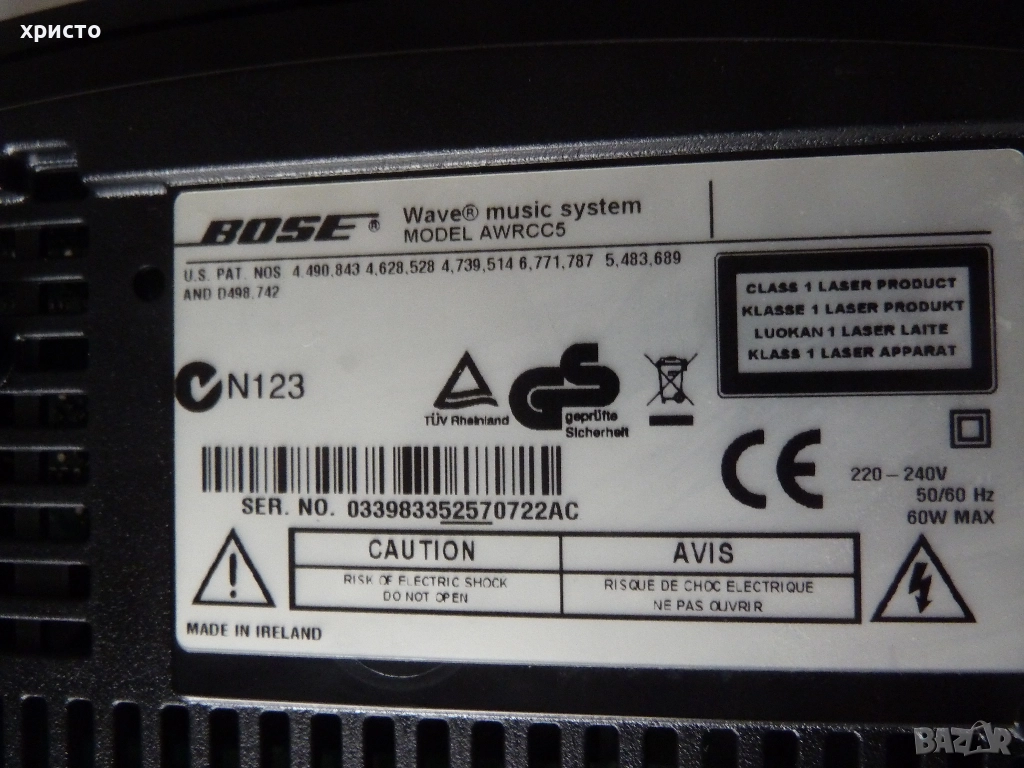 христо
BOSE® Wave® music system
MODEL AWRCC5
U.S. PAT. NOS 4,490,843 4,628,528 4,739,514 6,771,787 5,483,689
AND D498,742
CLASS 1 LASER PRODUCT
KLASSE 1 LASER PRODUKT
LUOKAN 1 LASER LAITE
KLASS 1 LASER APPARAT
N123
TÜV Rheinland
geprüfte
Sicherheit
CE
220 – 240V
50/60 Hz
60W MAX
SER. NO. 033983352570722AC
CAUTION
RISK OF ELECTRIC SHOCK
DO NOT OPEN
AVIS
RISQUE DE CHOC ELECTRIQUE
NE PAS OUVRIR
MADE IN IRELAND
BAZAR